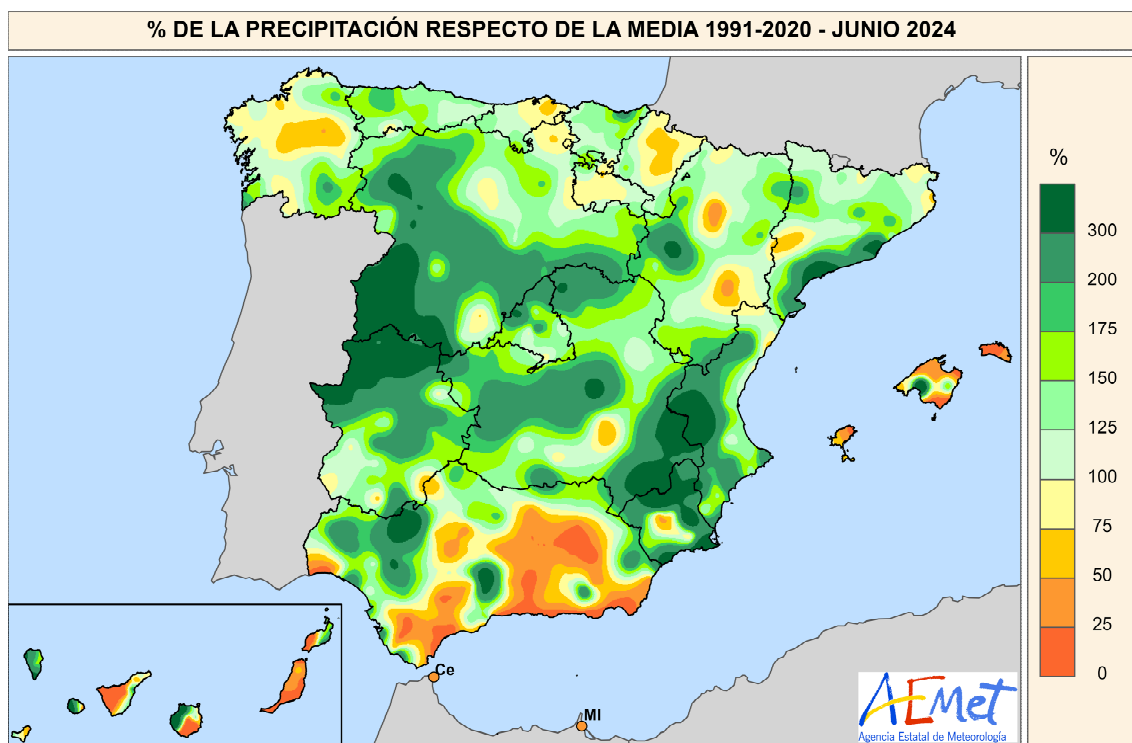 % DE LA PRECIPITACIÓN RESPECTO DE LA MEDIA 1991-2020 - JUNIO 2024
%
300
200
175
150
125
100
75
50
25
0
Ce
Ml
AEMet
Agencia Estatal de Meteorología